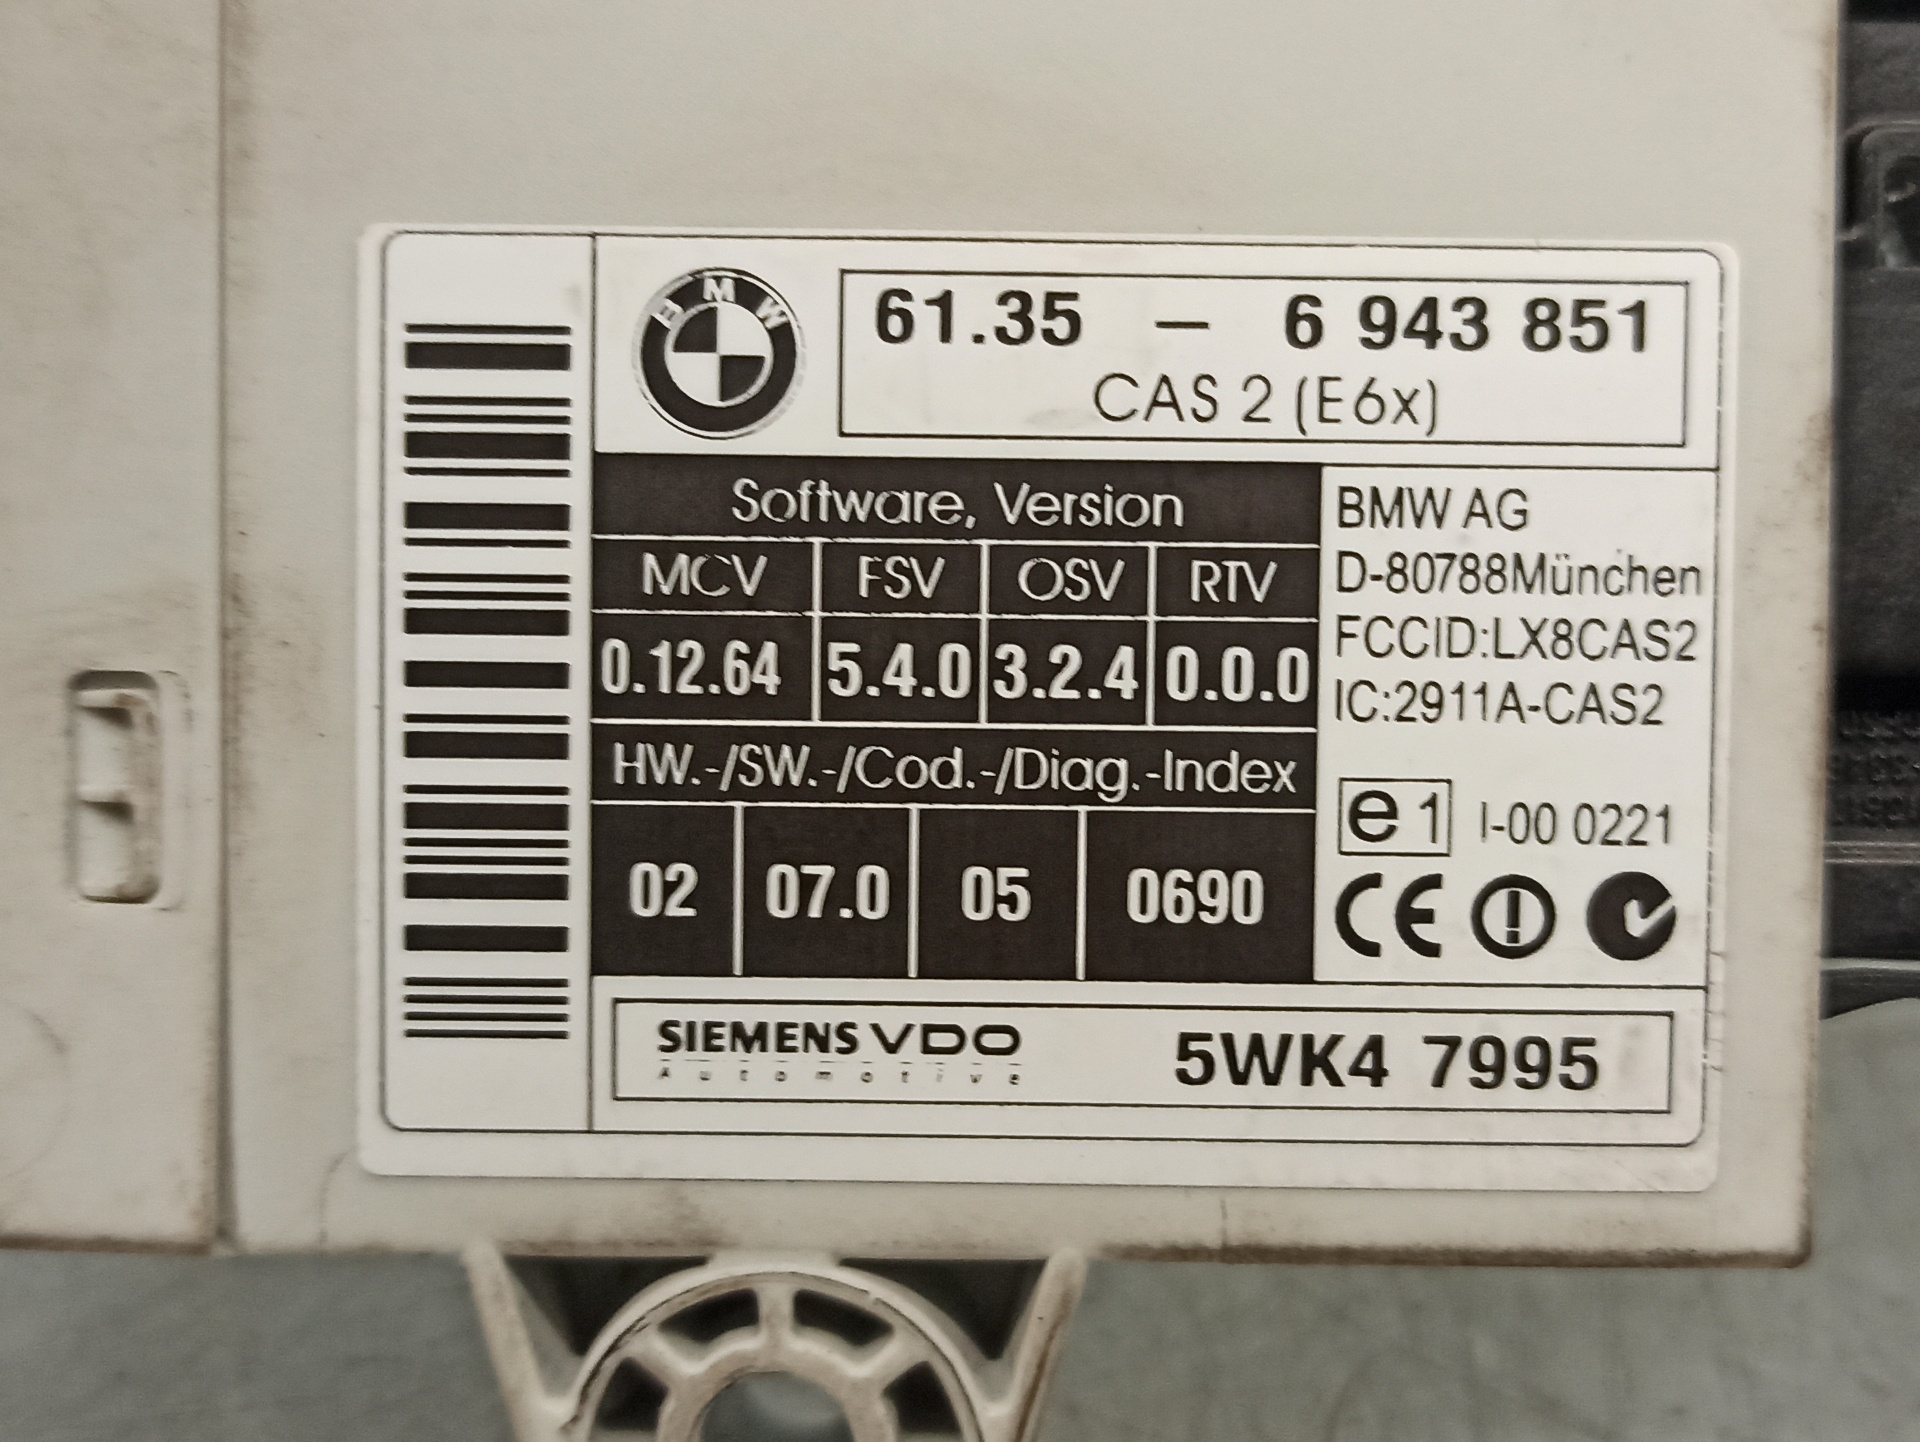 BMW
61.35 – 6 943 851
CAS 2 (E6x)
Software, Version
MCV FSV OSV RTV
0.12.64 5.4.0 3.2.4 0.0.0
HW.-/SW.-/Cod.-/Diag.-Index
02 07.0 05 0690
BMW AG
D-80788München
FCCID:LX8CAS2
IC:2911A-CAS2
e1 I-00 0221
CE
SIEMENS VDO
Automotive
5WK4 7995